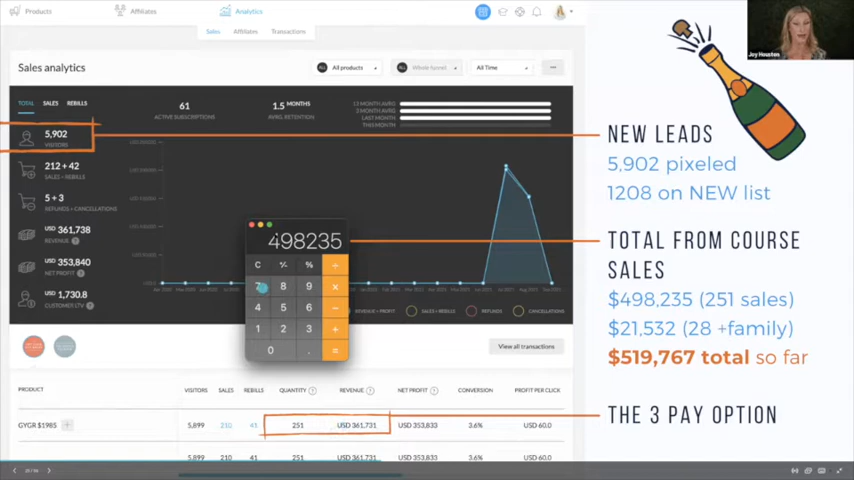 Products
Affiliates
Analytics
Sales
Affiliates
Transactions
Joy Houston
Sales analytics
All products
Whole funnel
All Time
TOTAL
SALES
REBILLS
61
ACTIVE SUBSCRIPTIONS
1.5 MONTHS
AVRG. RETENTION
LAST MONTH
THIS MONTH
5,902
VISITORS
212 + 42
SALES + REBILLS
5 + 3
REFUNDS + CANCELLATIONS
USD 361,738
REVENUE
USD 353,840
NET PROFIT
USD 1,730.8
CUSTOMER LTV
498235
C
%
÷
7
8
9
×
4
5
6
−
1
2
3
+
0
.
=
REVENUE + PROFIT
SALES + REBILLS
REFUNDS
CANCELLATIONS
View all transactions
PRODUCT
VISITORS
SALES
REBILLS
QUANTITY
REVENUE
NET PROFIT
CONVERSION
PROFIT PER CLICK
GYGR $1985
5,899
210
41
251
USD 361,731
USD 353,833
3.6%
USD 60.0
5,899
210
41
251
USD 361,731
USD 353,833
3.6%
USD 60.0
NEW LEADS
5,902 pixeled
1208 on NEW list
TOTAL FROM COURSE
SALES
$498,235 (251 sales)
$21,532 (28 +family)
$519,767 total so far
THE 3 PAY OPTION